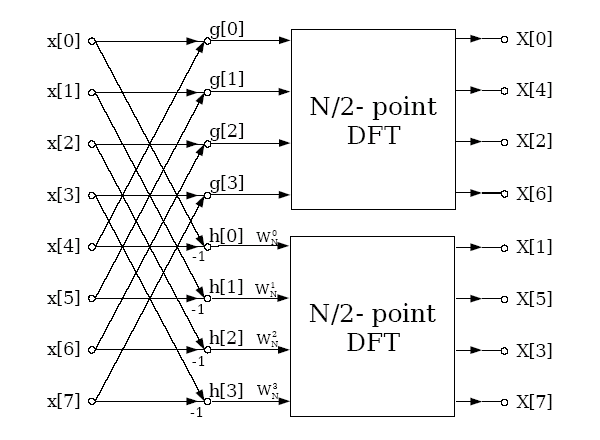 x[0] g[0] X[0]
x[1] g[1] X[4]
N/2- point
DFT
x[2] g[2] X[2]
x[3] g[3] X[6]
x[4] -1 h[0] W_N^0 X[1]
x[5] -1 h[1] W_N^1 X[5]
N/2- point
DFT
x[6] -1 h[2] W_N^2 X[3]
x[7] -1 h[3] W_N^3 X[7]